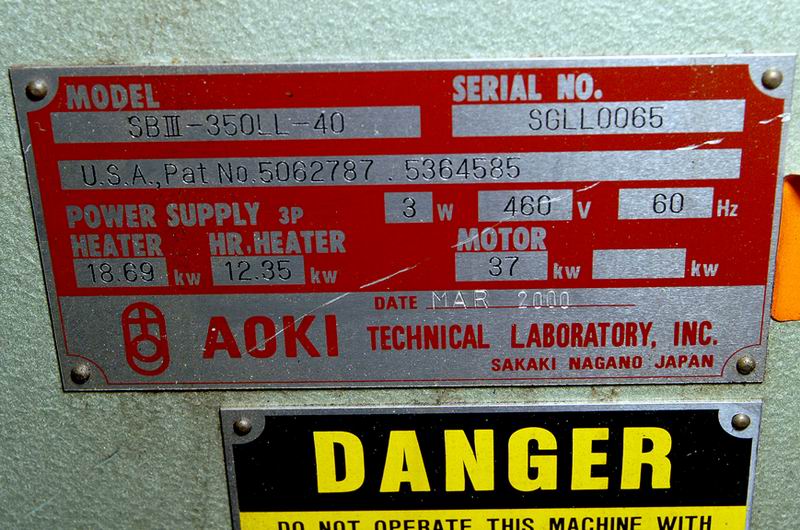 MODEL SERIAL NO.
SBⅢ-350LL-40 SGLL0065
U.S.A., Pat No. 5062787 . 5364585
POWER SUPPLY 3P 3 W 460 V 60 Hz
HEATER HR. HEATER MOTOR
18.69 kw 12.35 kw 37 kw kw
DATE MAR 2000
AOKI TECHNICAL LABORATORY, INC.
SAKAKI NAGANO JAPAN
DANGER
DO NOT OPERATE THIS MACHINE WITH